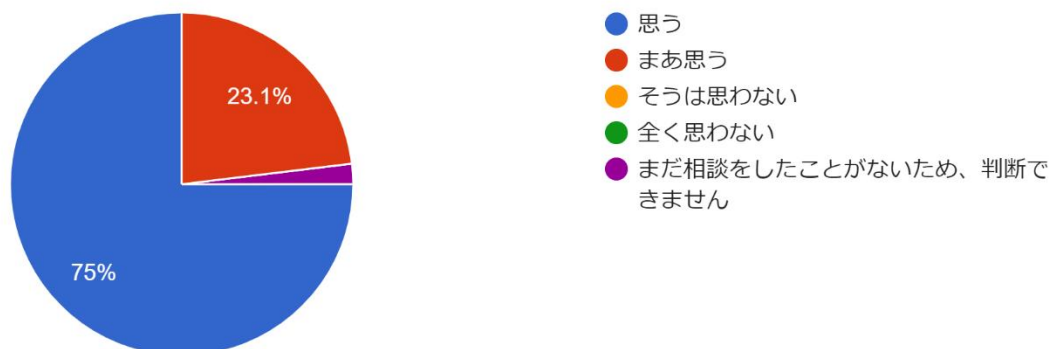 思う
まあ思う
そうは思わない
全く思わない
まだ相談をしたことがないため、判断で
きません
23.1%
75%